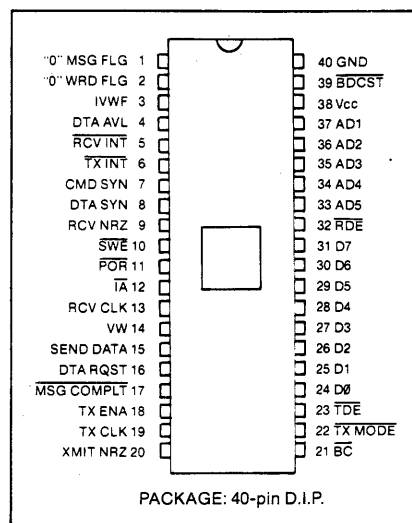 "0" MSG FLG 1
"0" WRD FLG 2
IVWF 3
DTA AVL 4
RCV INT 5
TX INT 6
CMD SYN 7
DTA SYN 8
RCV NRZ 9
SWE 10
POR 11
IA 12
RCV CLK 13
VW 14
SEND DATA 15
DTA RQST 16
MSG COMPLT 17
TX ENA 18
TX CLK 19
XMIT NRZ 20
40 GND
39 BDCST
38 Vcc
37 AD1
36 AD2
35 AD3
34 AD4
33 AD5
32 RDE
31 D7
30 D6
29 D5
28 D4
27 D3
26 D2
25 D1
24 DØ
23 TDE
22 TX MODE
21 BC
PACKAGE: 40-pin D.I.P.